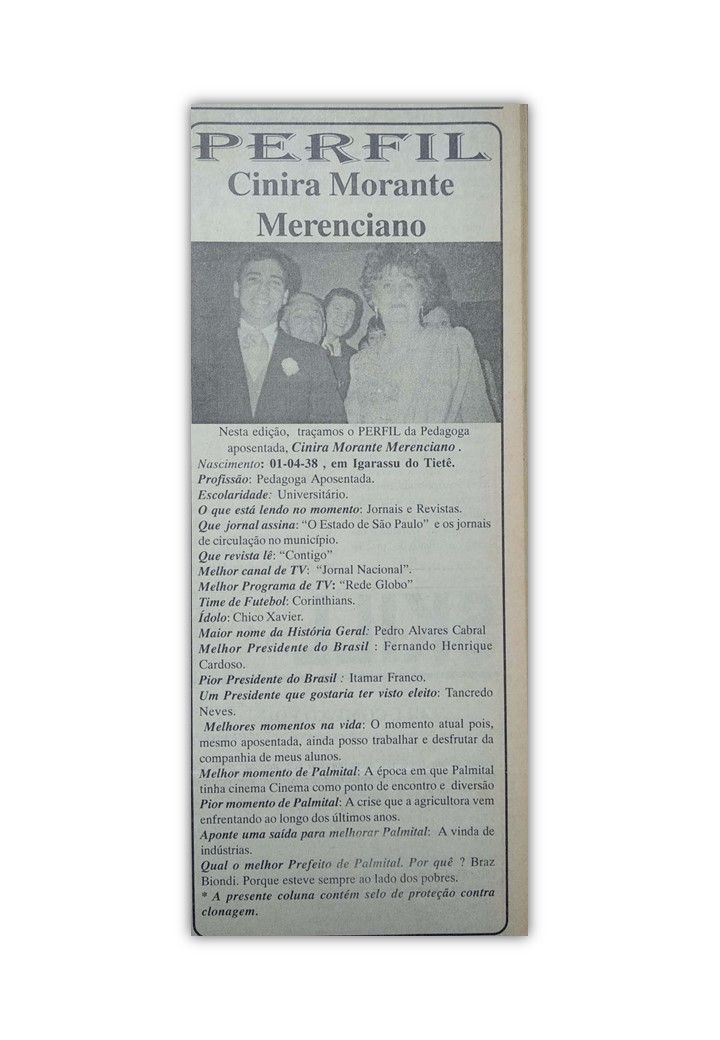 PERFIL
Cinira Morante
Merenciano
Nesta edição, traçamos o PERFIL da Pedagoga
aposentada, Cinira Morante Merenciano .
Nascimento: 01-04-38 , em Igarassu do Tietê.
Profissão: Pedagoga Aposentada.
Escolaridade: Universitário.
O que está lendo no momento: Jornais e Revistas.
Que jornal assina: “O Estado de São Paulo” e os jornais
de circulação no município.
Que revista lê: “Contigo”
Melhor canal de TV: “Jornal Nacional”.
Melhor Programa de TV: “Rede Globo”
Time de Futebol: Corinthians.
Ídolo: Chico Xavier.
Maior nome da História Geral: Pedro Alvares Cabral
Melhor Presidente do Brasil : Fernando Henrique
Cardoso.
Pior Presidente do Brasil : Itamar Franco.
Um Presidente que gostaria ter visto eleito: Tancredo
Neves.
Melhores momentos na vida: O momento atual pois,
mesmo aposentada, ainda posso trabalhar e desfrutar da
companhia de meus alunos.
Melhor momento de Palmital: A época em que Palmital
tinha cinema Cinema como ponto de encontro e diversão
Pior momento de Palmital: A crise que a agricultora vem
enfrentando ao longo dos últimos anos.
Aponte uma saída para melhorar Palmital: A vinda de
indústrias.
Qual o melhor Prefeito de Palmital. Por quê ? Braz
Biondi. Porque esteve sempre ao lado dos pobres.
* A presente coluna contém selo de proteção contra
clonagem.